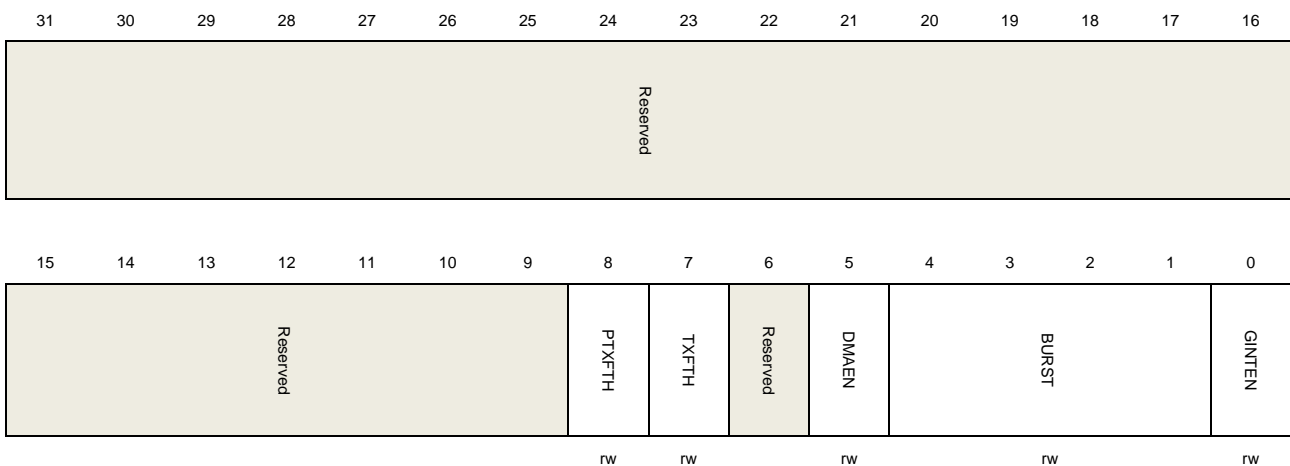 31 30 29 28 27 26 25 24 23 22 21 20 19 18 17 16
Reserved
15 14 13 12 11 10 9 8 7 6 5 4 3 2 1 0
Reserved PTXFTH TXFTH Reserved DMAEN BURST GINTEN
rw rw rw rw rw